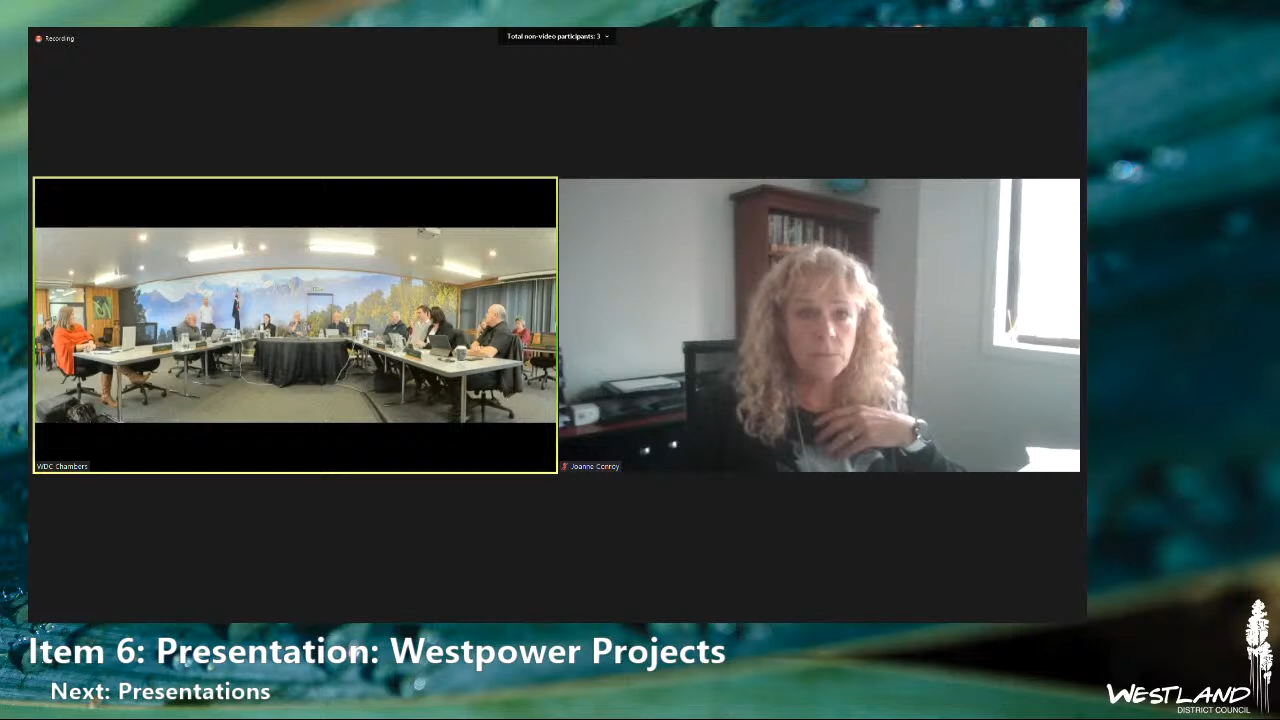 Recording
Total non-video participants: 3
WDC Chambers
Joanne Conroy
Item 6: Presentation: Westpower Projects
Next: Presentations
WESTLAND
DISTRICT COUNCIL